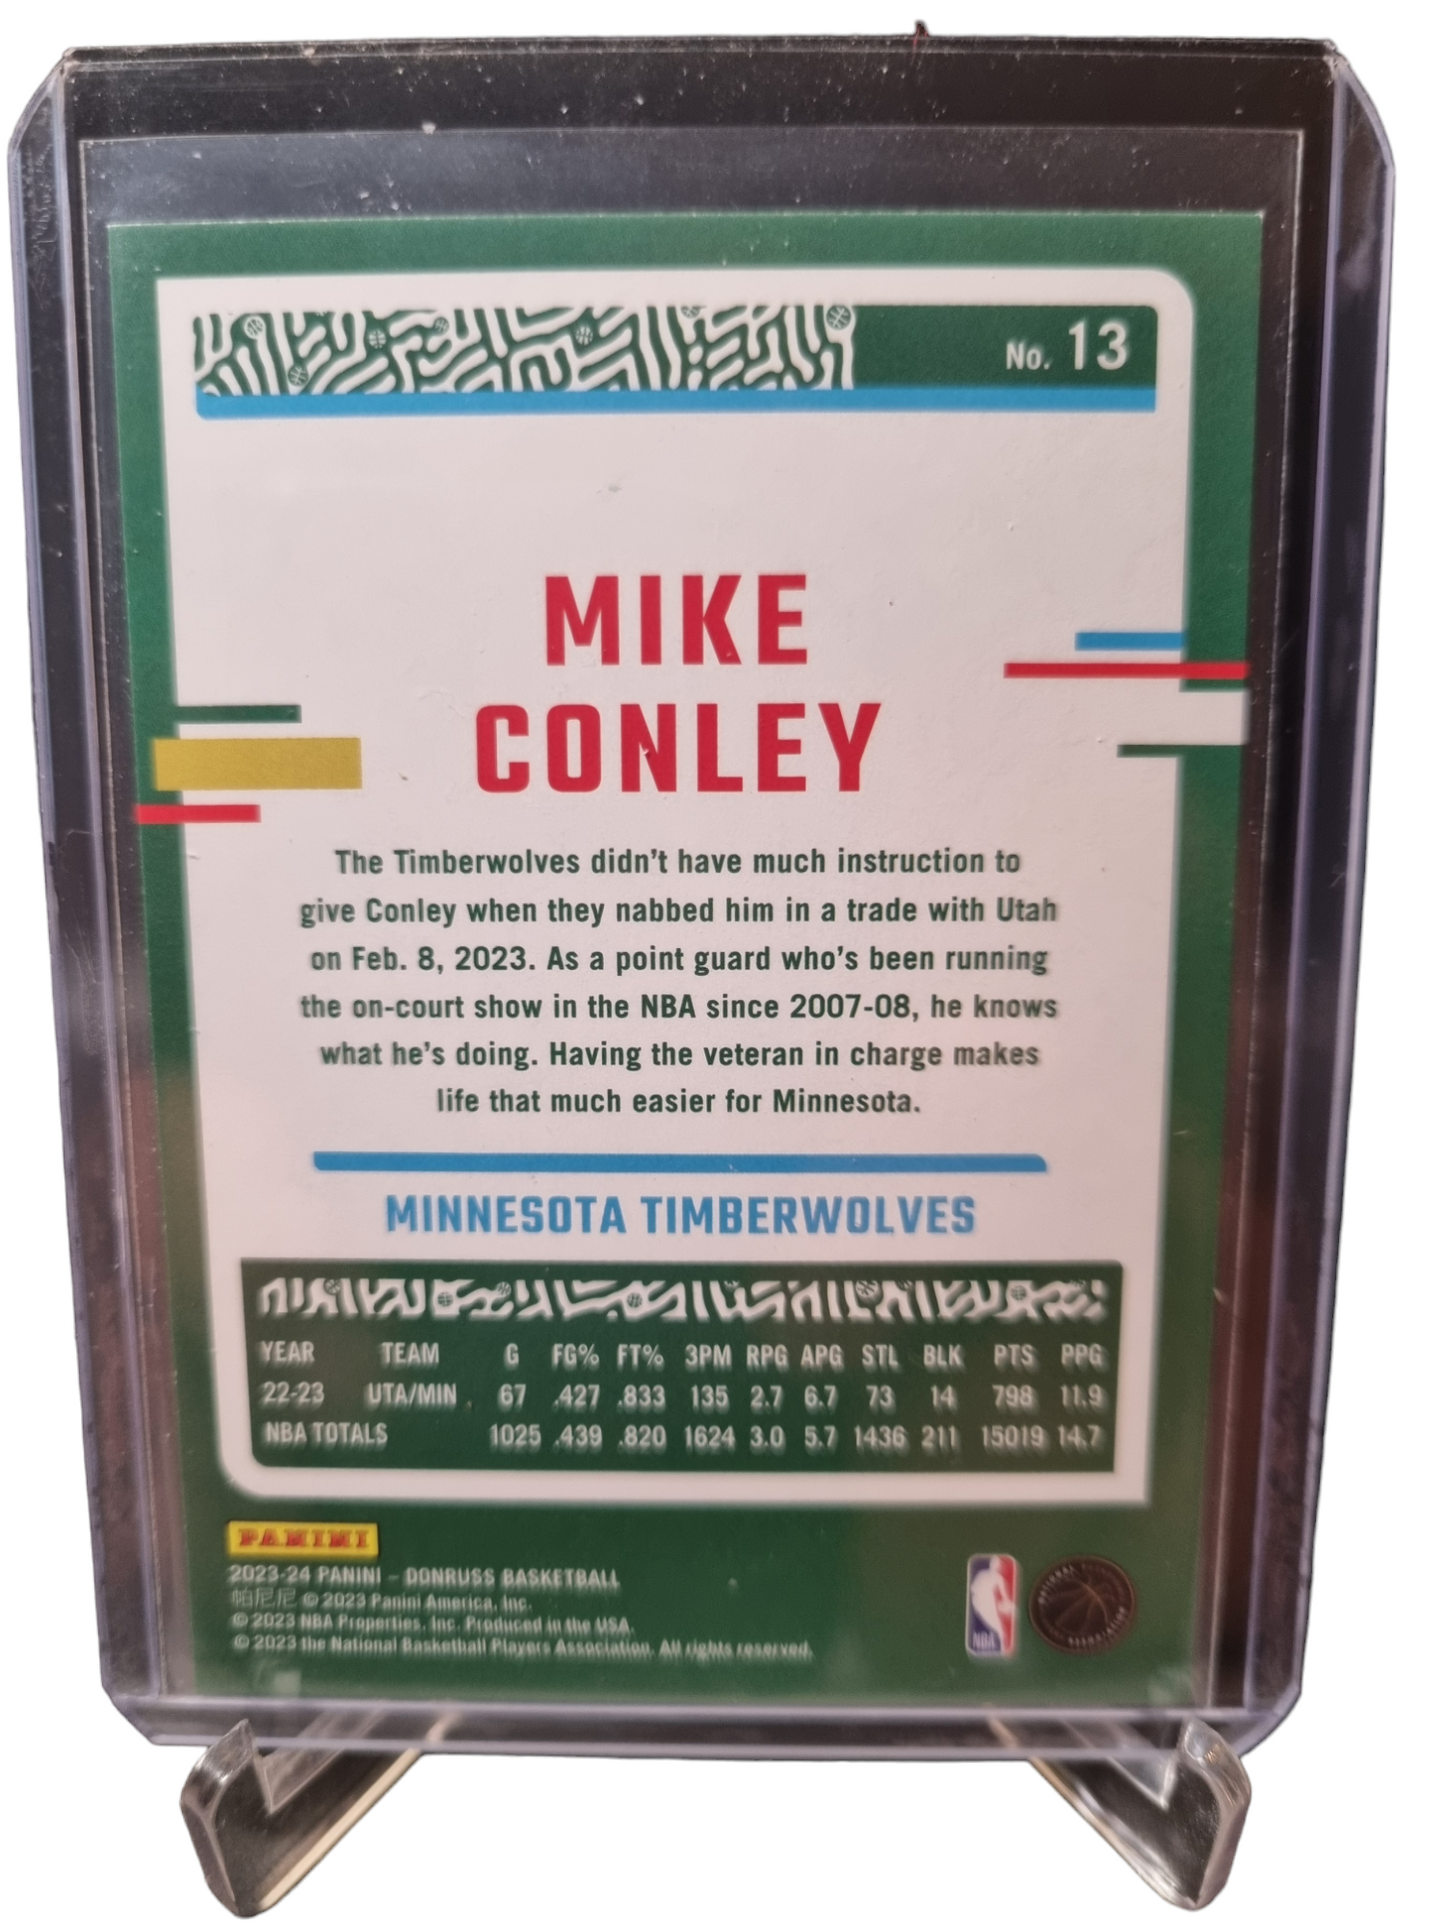 No. 13
MIKE
CONLEY
The Timberwolves didn't have much instruction to
give Conley when they nabbed him in a trade with Utah
on Feb. 8, 2023. As a point guard who's been running
the on-court show in the NBA since 2007-08, he knows
what he's doing. Having the veteran in charge makes
life that much easier for Minnesota.
MINNESOTA TIMBERWOLVES
YEAR TEAM G FG% FT% 3PM RPG APG STL BLK PTS PPG
22-23 UTA/MIN 67 .427 .833 135 2.7 6.7 73 14 798 11.9
NBA TOTALS 1025 .439 .820 1624 3.0 5.7 1436 211 15019 14.7
PANINI
2023-24 PANINI – DONRUSS BASKETBALL
帕尼尼 © 2023 Panini America, Inc.
© 2023 NBA Properties, Inc. Produced in the USA.
© 2023 the National Basketball Players Association. All rights reserved.
NBA